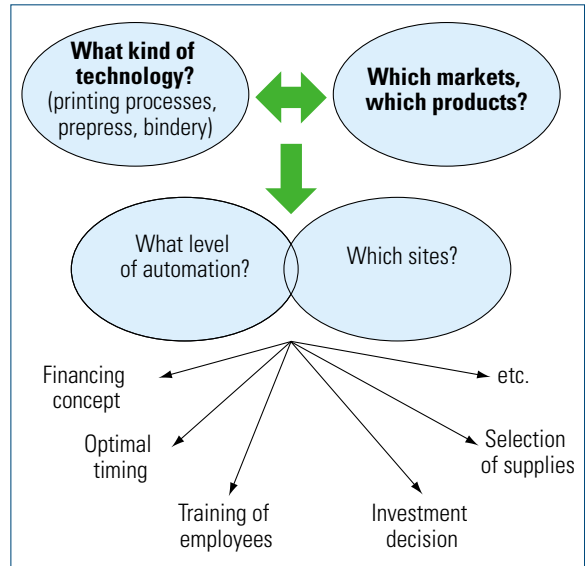 What kind of
technology?
(printing processes,
prepress, bindery)
Which markets,
which products?
What level
of automation?
Which sites?
Financing
concept
etc.
Optimal
timing
Selection
of supplies
Training of
employees
Investment
decision